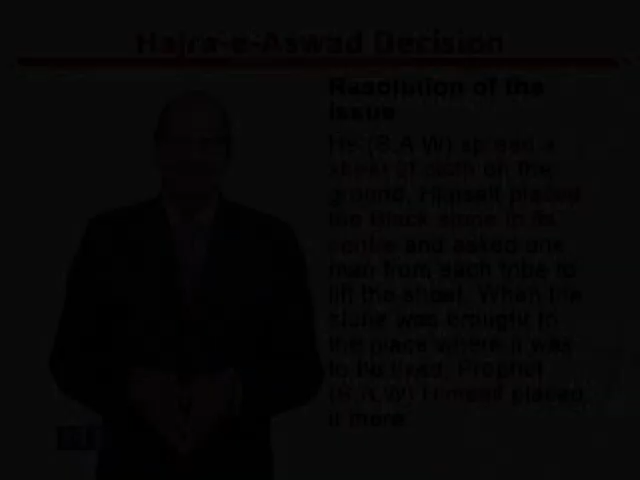 Hajra-e-Aswad Decision
Resolution of the
Issue
He (S.A.W) spread a
sheet of cloth on the
ground, Himself placed
the black stone in its
centre and asked one
man from each tribe to
lift the sheet. When the
stone was brought to
the place where it was
to be fixed, Prophet
(S.A.W) Himself placed
it there.